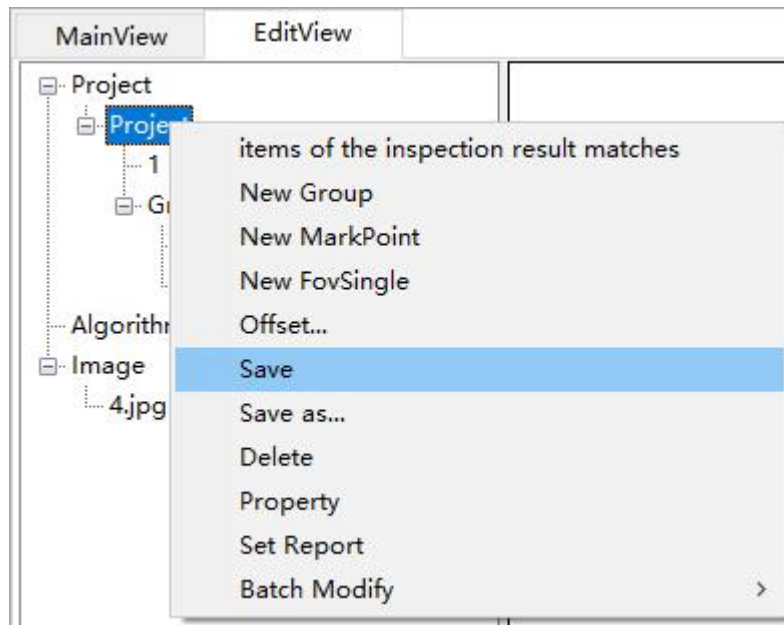 MainView
EditView
Project
Project
items of the inspection result matches
1
New Group
New MarkPoint
New FovSingle
Offset...
Image
Save
4.jpg
Save as...
Delete
Property
Set Report
Batch Modify